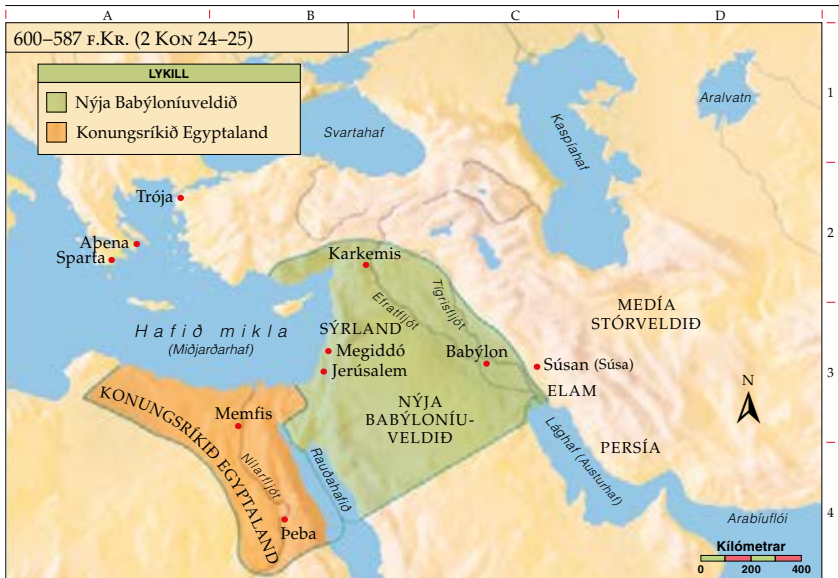 A
B
C
D
600–587 F.KR. (2 KON 24–25)
LYKILL
Nýja Babýloníuveldið
Konungsríkið Egyptaland
1
2
3
4
Svartahaf
Kaspíahaf
Aralvatn
Trója
Aþena
Sparta
Karkemis
Efratfljót
Tígrisfljót
MEDÍA
STÓRVELDIÐ
Hafið mikla
(Miðjarðarhaf)
SÝRLAND
Megiddó
Jerúsalem
Babýlon
Súsan (Súsa)
ELAM
NÝJA
BABÝLONÍU-
VELDIÐ
KONUNGSRÍKIÐ EGYPTALAND
Memfis
Nílarfljót
Þeba
Rauðahafið
PERSÍA
Lághaf (Austurhaf)
Arabíuflói
N
Kílómetrar
0 200 400